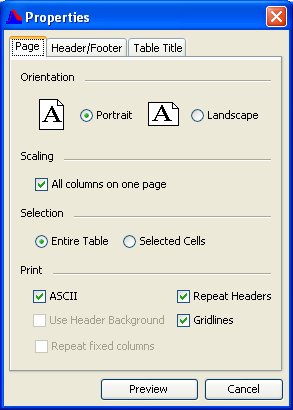 Properties
Page Header/Footer Table Title
Orientation
A Portrait A Landscape
Scaling
All columns on one page
Selection
Entire Table Selected Cells
Print
ASCII Repeat Headers
Use Header Background Gridlines
Repeat fixed columns
Preview Cancel